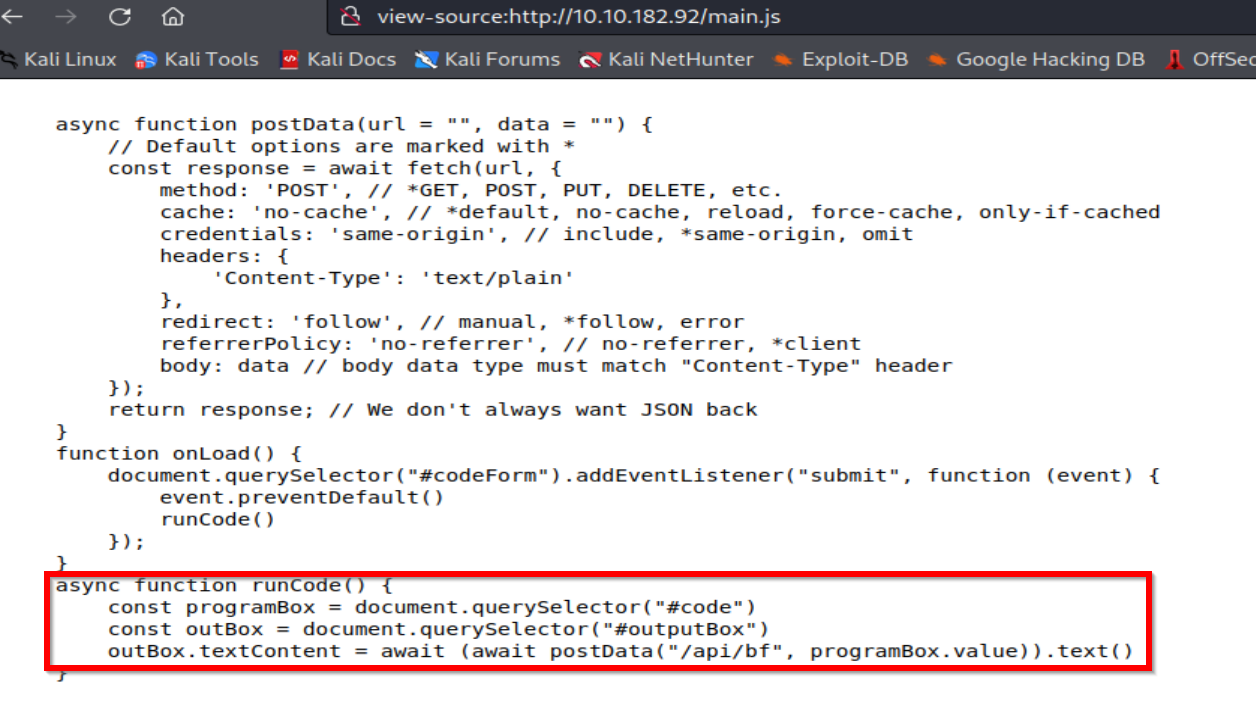 view-source:http://10.10.182.92/main.js
Kali Linux Kali Tools Kali Docs Kali Forums Kali NetHunter Exploit-DB Google Hacking DB OffSec
async function postData(url = "", data = "") {
    // Default options are marked with *
    const response = await fetch(url, {
        method: 'POST', // *GET, POST, PUT, DELETE, etc.
        cache: 'no-cache', // *default, no-cache, reload, force-cache, only-if-cached
        credentials: 'same-origin', // include, *same-origin, omit
        headers: {
            'Content-Type': 'text/plain'
        },
        redirect: 'follow', // manual, *follow, error
        referrerPolicy: 'no-referrer', // no-referrer, *client
        body: data // body data type must match "Content-Type" header
    });
    return response; // We don't always want JSON back
}
function onLoad() {
    document.querySelector("#codeForm").addEventListener("submit", function (event) {
        event.preventDefault()
        runCode()
    });
}
async function runCode() {
    const programBox = document.querySelector("#code")
    const outBox = document.querySelector("#outputBox")
    outBox.textContent = await (await postData("/api/bf", programBox.value)).text()
}